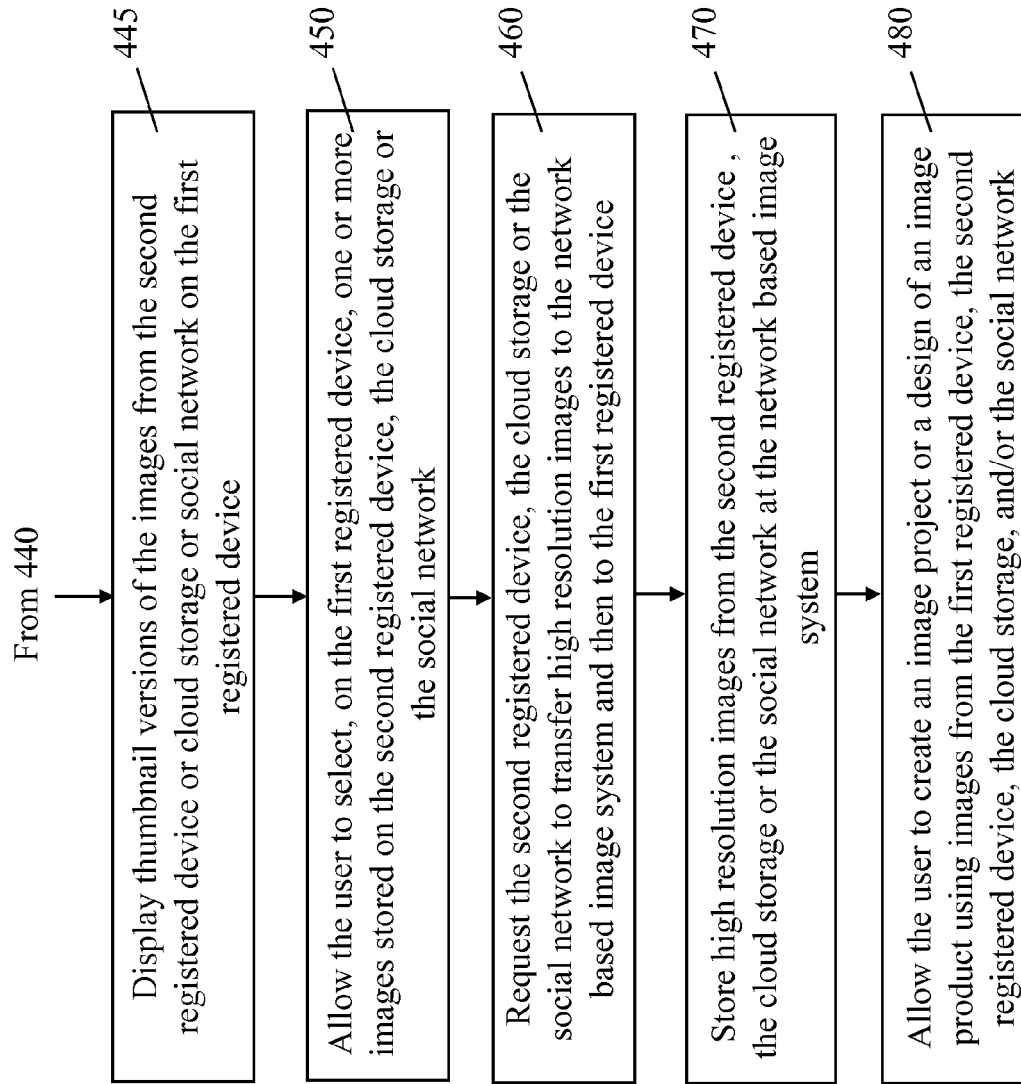 From 440
445
Display thumbnail versions of the images from the second
registered device or cloud storage or social network on the first
registered device
450
Allow the user to select, on the first registered device, one or more
images stored on the second registered device, the cloud storage or
the social network
460
Request the second registered device, the cloud storage or the
social network to transfer high resolution images to the network
based image system and then to the first registered device
470
Store high resolution images from the second registered device ,
the cloud storage or the social network at the network based image
system
480
Allow the user to create an image project or a design of an image
product using images from the first registered device, the second
registered device, the cloud storage, and/or the social network